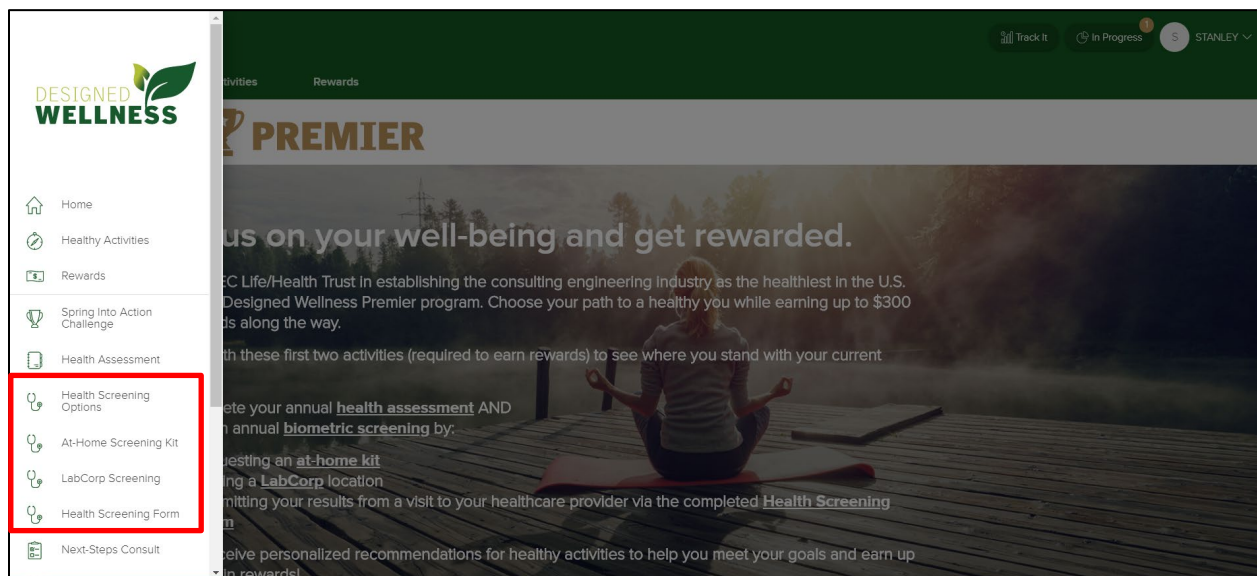 DESIGNED
WELLNESS
Home
Healthy Activities
Rewards
Spring Into Action
Challenge
Health Assessment
Health Screening
Options
At-Home Screening Kit
LabCorp Screening
Health Screening Form
Next-Steps Consult
Track It
In Progress
1
S
STANLEY
tivities
Rewards
PREMIER
us on your well-being and get rewarded.
EC Life/Health Trust in establishing the consulting engineering industry as the healthiest in the U.S.
Designed Wellness Premier program. Choose your path to a healthy you while earning up to $300
ds along the way.
th these first two activities (required to earn rewards) to see where you stand with your current
ete your annual health assessment AND
n annual biometric screening by:
uesting an at-home kit
ing a LabCorp location
mitting your results from a visit to your healthcare provider via the completed Health Screening
m
ceive personalized recommendations for healthy activities to help you meet your goals and earn up
in rewards!